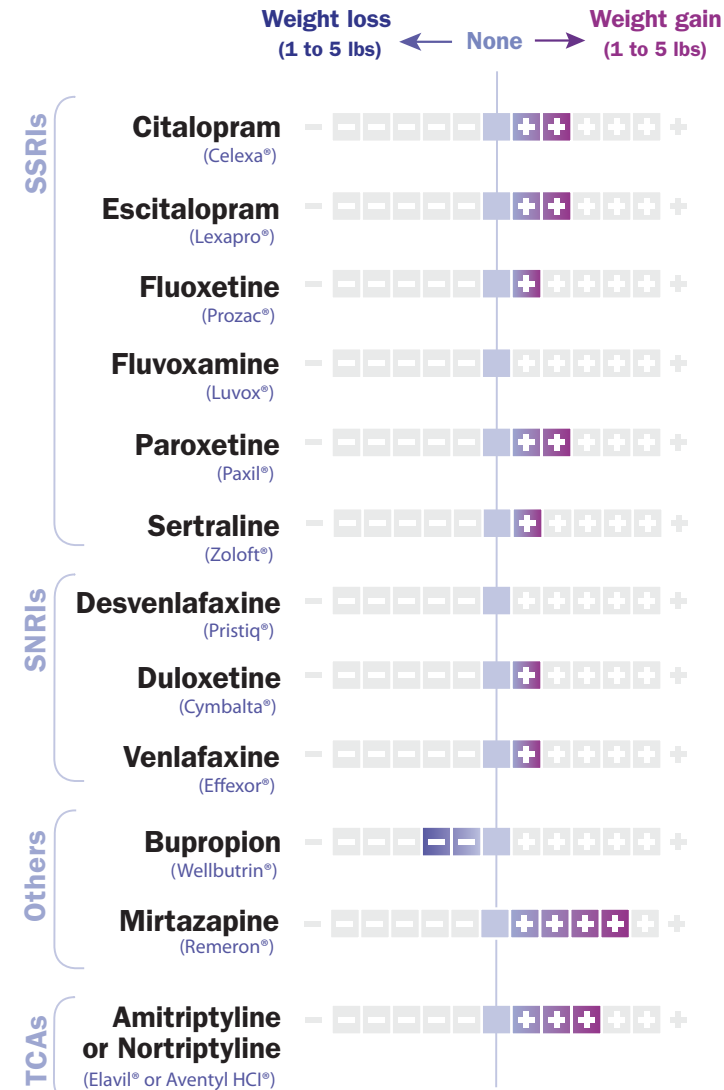 Weight loss
(1 to 5 lbs)
None
Weight gain
(1 to 5 lbs)
SSRIs
Citalopram
(Celexa®)
Escitalopram
(Lexapro®)
Fluoxetine
(Prozac®)
Fluvoxamine
(Luvox®)
Paroxetine
(Paxil®)
Sertraline
(Zoloft®)
SNRIs
Desvenlafaxine
(Pristiq®)
Duloxetine
(Cymbalta®)
Venlafaxine
(Effexor®)
Others
Bupropion
(Wellbutrin®)
Mirtazapine
(Remeron®)
TCAs
Amitriptyline
or Nortriptyline
(Elavil® or Aventyl HCl®)